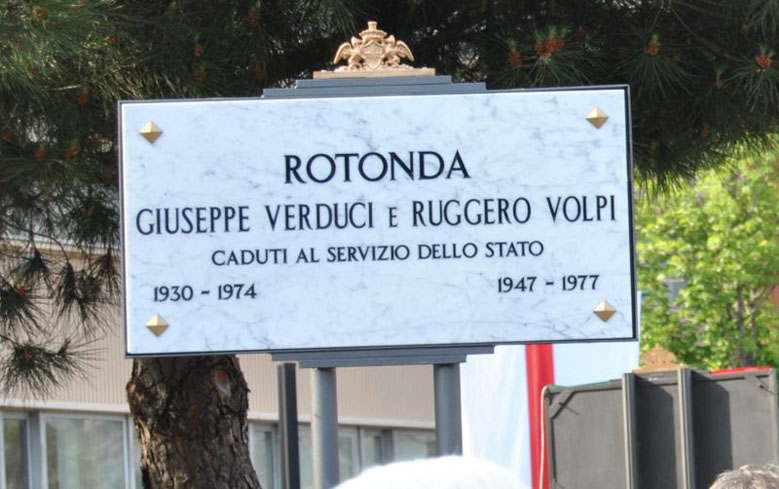 ROTONDA
GIUSEPPE VERDUCI E RUGGERO VOLPI
CADUTI AL SERVIZIO DELLO STATO
1930 - 1974 1947 - 1977